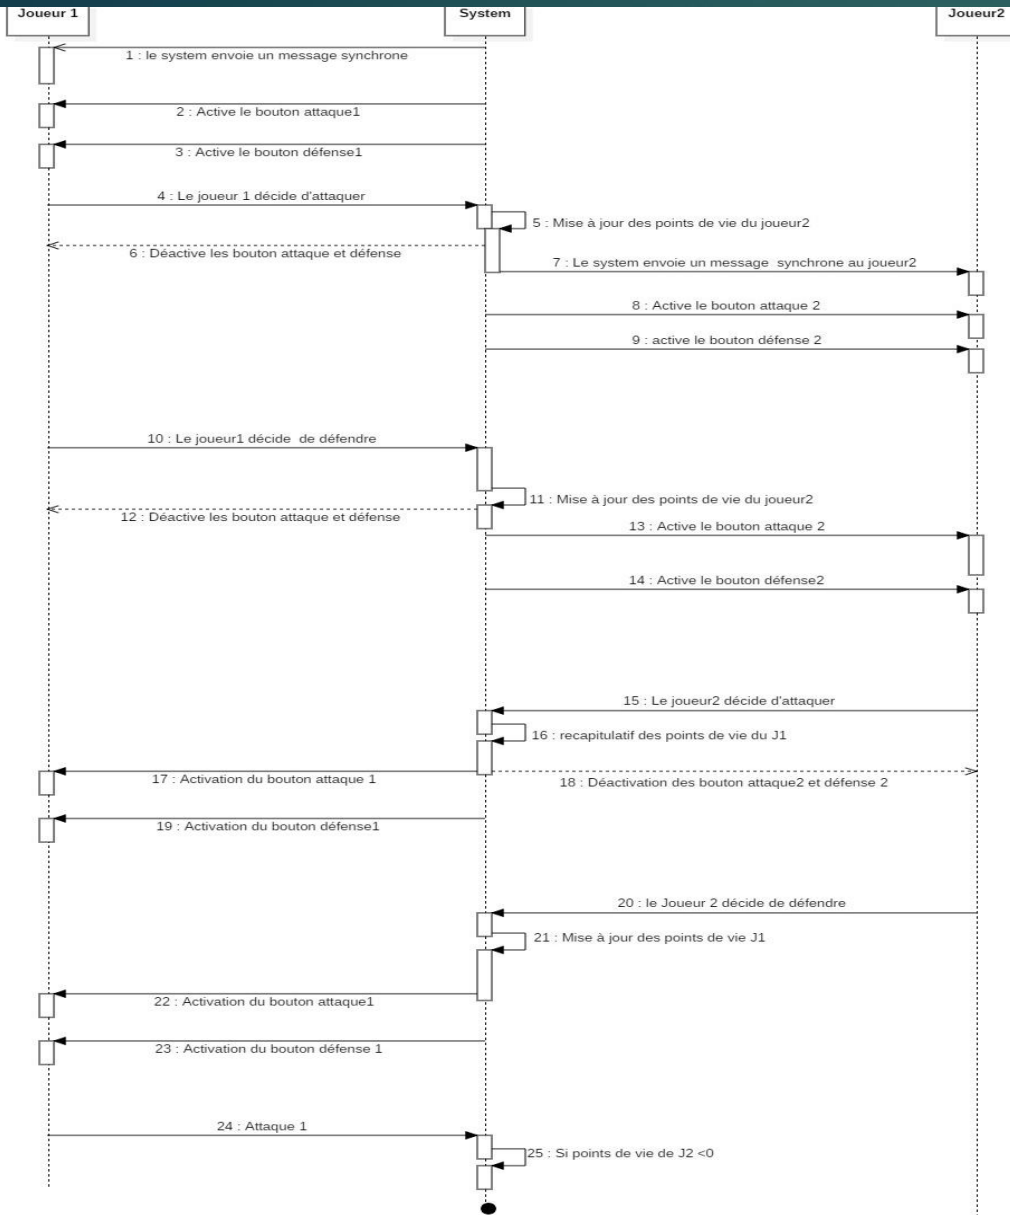 Joueur 1
System
Joueur2
1 : le system envoie un message synchrone
2 : Active le bouton attaque1
3 : Active le bouton défense1
4 : Le joueur 1 décide d'attaquer
5 : Mise à jour des points de vie du joueur2
6 : Déactive les bouton attaque et défense
7 : Le system envoie un message  synchrone au joueur2
8 : Active le bouton attaque 2
9 : active le bouton défense 2
10 : Le joueur1 décide  de défendre
11 : Mise à jour des points de vie du joueur2
12 : Déactive les bouton attaque et défense
13 : Active le bouton attaque 2
14 : Active le bouton défense2
15 : Le joueur2 décide d'attaquer
16 : recapitulatif des points de vie du J1
17 : Activation du bouton attaque 1
18 : Déactivation des bouton attaque2 et défense 2
19 : Activation du bouton défense1
20 : le Joueur 2 décide de défendre
21 : Mise à jour des points de vie J1
22 : Activation du bouton attaque1
23 : Activation du bouton défense 1
24 : Attaque 1
25 : Si points de vie de J2 <0